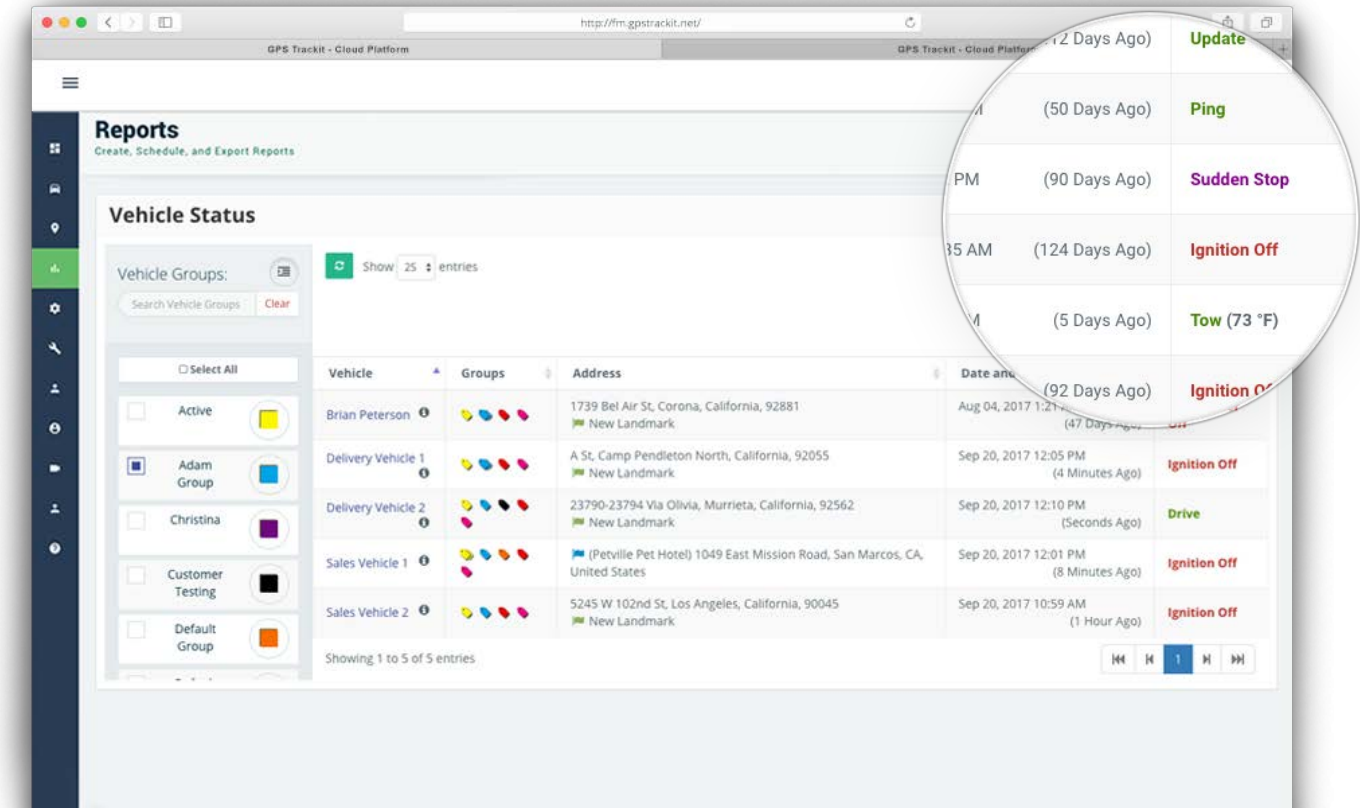 http://fm.gpstrackit.net/
GPS Trackit - Cloud Platform
GPS Trackit - Cloud
Reports
Create, Schedule, and Export Reports
Vehicle Status
Vehicle Groups:
Search Vehicle Groups Clear
Show 25 entries
Select All
Active
Adam
Group
Christina
Customer
Testing
Default
Group
Vehicle Groups Address Date and
Brian Peterson 1739 Bel Air St, Corona, California, 92881 Aug 04, 2017 1:21
New Landmark (47 Days Ago) Off
Delivery Vehicle 1 A St, Camp Pendleton North, California, 92055 Sep 20, 2017 12:05 PM Ignition Off
New Landmark (4 Minutes Ago)
Delivery Vehicle 2 23790-23794 Via Olivia, Murrieta, California, 92562 Sep 20, 2017 12:10 PM Drive
New Landmark (Seconds Ago)
Sales Vehicle 1 (Petville Pet Hotel) 1049 East Mission Road, San Marcos, CA, Sep 20, 2017 12:01 PM Ignition Off
United States (8 Minutes Ago)
Sales Vehicle 2 5245 W 102nd St, Los Angeles, California, 90045 Sep 20, 2017 10:59 AM Ignition Off
New Landmark (1 Hour Ago)
Showing 1 to 5 of 5 entries
1
12 Days Ago) Update
(50 Days Ago) Ping
PM (90 Days Ago) Sudden Stop
35 AM (124 Days Ago) Ignition Off
M (5 Days Ago) Tow (73 °F)
(92 Days Ago) Ignition